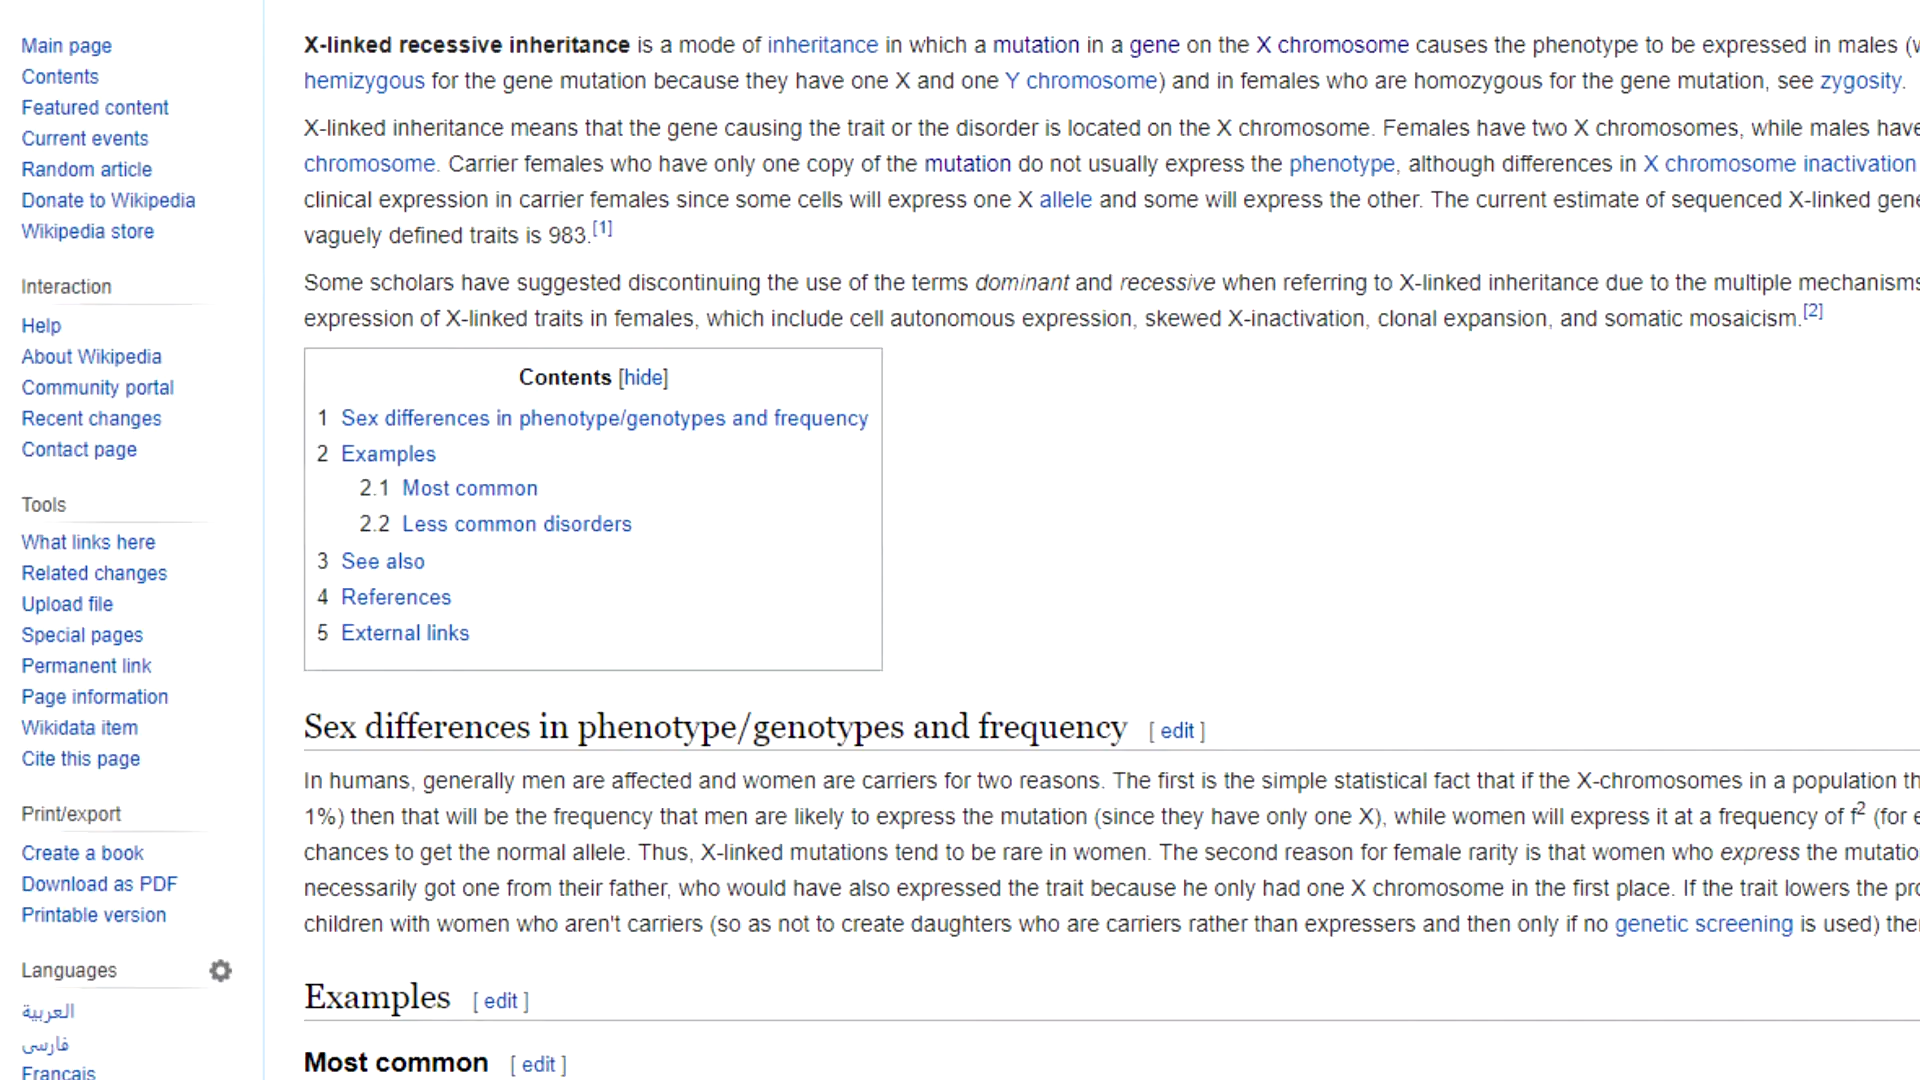 Main page
Contents
Featured content
Current events
Random article
Donate to Wikipedia
Wikipedia store
Interaction
Help
About Wikipedia
Community portal
Recent changes
Contact page
Tools
What links here
Related changes
Upload file
Special pages
Permanent link
Page information
Wikidata item
Cite this page
Print/export
Create a book
Download as PDF
Printable version
Languages
العربية
فارسی
Français
X-linked recessive inheritance is a mode of inheritance in which a mutation in a gene on the X chromosome causes the phenotype to be expressed in males (
hemizygous for the gene mutation because they have one X and one Y chromosome) and in females who are homozygous for the gene mutation, see zygosity.
X-linked inheritance means that the gene causing the trait or the disorder is located on the X chromosome. Females have two X chromosomes, while males have
chromosome. Carrier females who have only one copy of the mutation do not usually express the phenotype, although differences in X chromosome inactivation
clinical expression in carrier females since some cells will express one X allele and some will express the other. The current estimate of sequenced X-linked gene
vaguely defined traits is 983.[1]
Some scholars have suggested discontinuing the use of the terms dominant and recessive when referring to X-linked inheritance due to the multiple mechanisms
expression of X-linked traits in females, which include cell autonomous expression, skewed X-inactivation, clonal expansion, and somatic mosaicism.[2]
Contents [hide]
1 Sex differences in phenotype/genotypes and frequency
2 Examples
2.1 Most common
2.2 Less common disorders
3 See also
4 References
5 External links
Sex differences in phenotype/genotypes and frequency [ edit ]
In humans, generally men are affected and women are carriers for two reasons. The first is the simple statistical fact that if the X-chromosomes in a population th
1%) then that will be the frequency that men are likely to express the mutation (since they have only one X), while women will express it at a frequency of f² (for e
chances to get the normal allele. Thus, X-linked mutations tend to be rare in women. The second reason for female rarity is that women who express the mutatio
necessarily got one from their father, who would have also expressed the trait because he only had one X chromosome in the first place. If the trait lowers the pro
children with women who aren't carriers (so as not to create daughters who are carriers rather than expressers and then only if no genetic screening is used) the
Examples [ edit ]
Most common [ edit ]